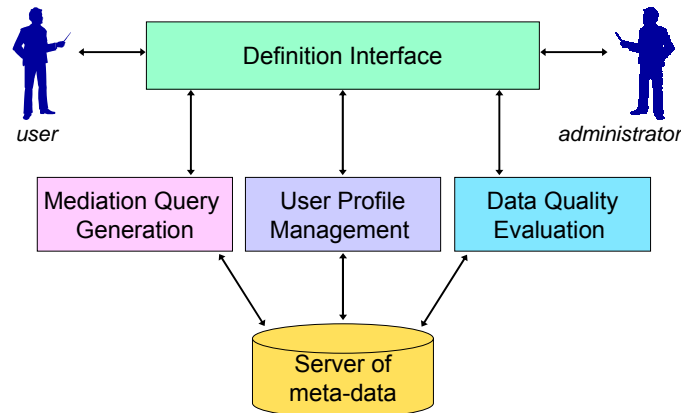 Definition Interface
user
administrator
Mediation Query
Generation
User Profile
Management
Data Quality
Evaluation
Server of
meta-data